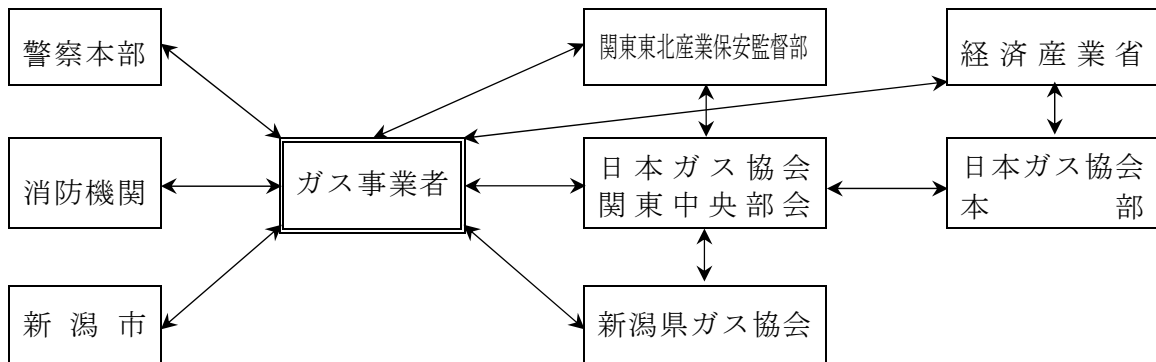 警察本部
関東東北産業保安監督部
経済産業省
消防機関
ガス事業者
日本ガス協会
関東中央部会
日本ガス協会
本部
新潟市
新潟県ガス協会